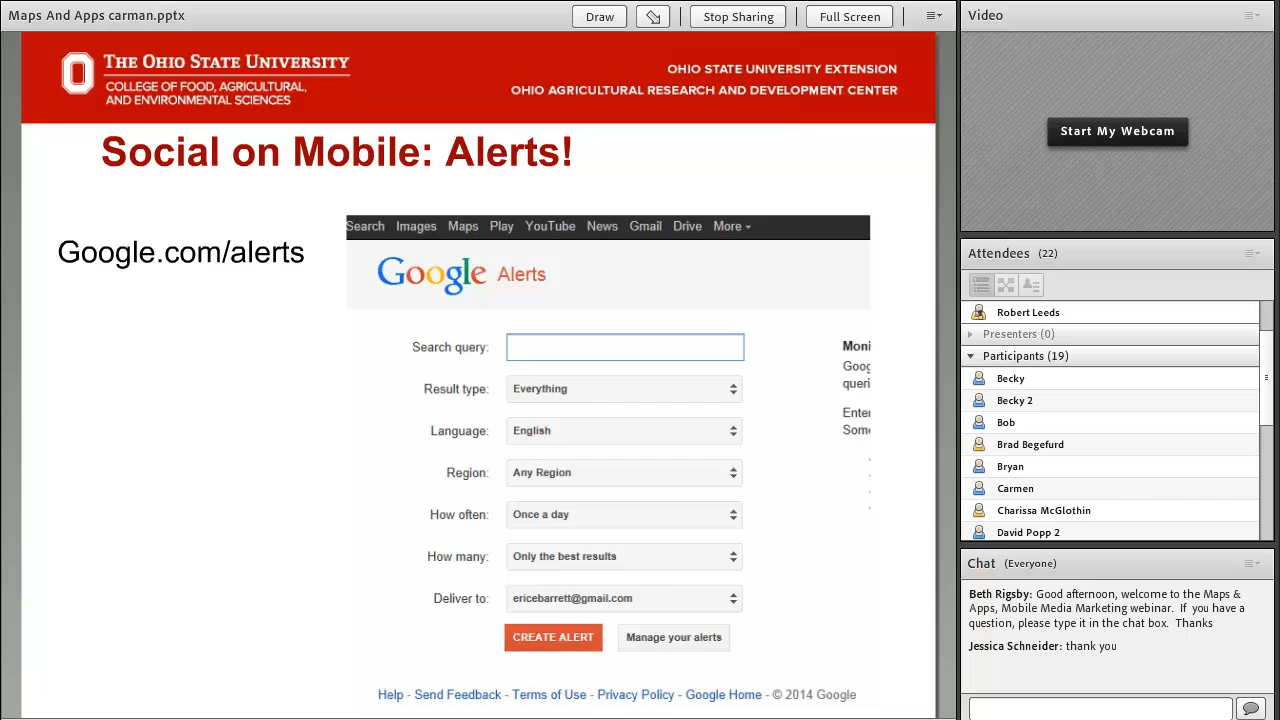 Maps And Apps carman.pptx
Draw
Stop Sharing
Full Screen
THE OHIO STATE UNIVERSITY
COLLEGE OF FOOD, AGRICULTURAL,
AND ENVIRONMENTAL SCIENCES
OHIO STATE UNIVERSITY EXTENSION
OHIO AGRICULTURAL RESEARCH AND DEVELOPMENT CENTER
Social on Mobile: Alerts!
Google.com/alerts
Search Images Maps Play YouTube News Gmail Drive More
Google Alerts
Search query:
Result type: Everything
Language: English
Region: Any Region
How often: Once a day
How many: Only the best results
Deliver to: ericebarrett@gmail.com
CREATE ALERT Manage your alerts
Moni
Goog
queri
Enter
Som
Help - Send Feedback - Terms of Use - Privacy Policy - Google Home - © 2014 Google
Video
Start My Webcam
Attendees (22)
Robert Leeds
Presenters (0)
Participants (19)
Becky
Becky 2
Bob
Brad Begefurd
Bryan
Carmen
Charissa McGlothin
David Popp 2
Chat (Everyone)
Beth Rigsby: Good afternoon, welcome to the Maps &
Apps, Mobile Media Marketing webinar. If you have a
question, please type it in the chat box. Thanks
Jessica Schneider: thank you